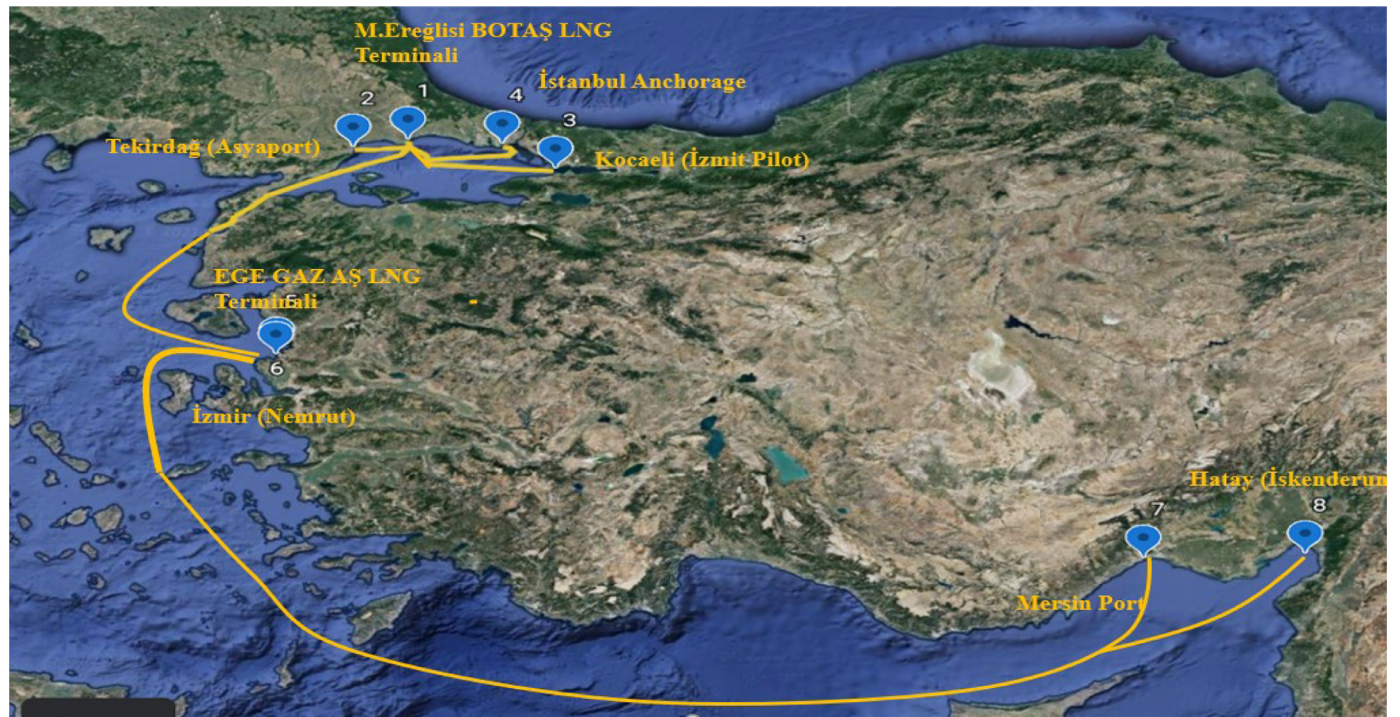 M.Ereğlisi BOTAŞ LNG
Terminali
İstanbul Anchorage
2
1
4
3
Tekirdağ (Asyaport)
Kocaeli (İzmit Pilot)
EGE GAZ AŞ LNG
Terminali
5
6
İzmir (Nemrut)
Hatay (İskenderun
7
8
Mersin Port